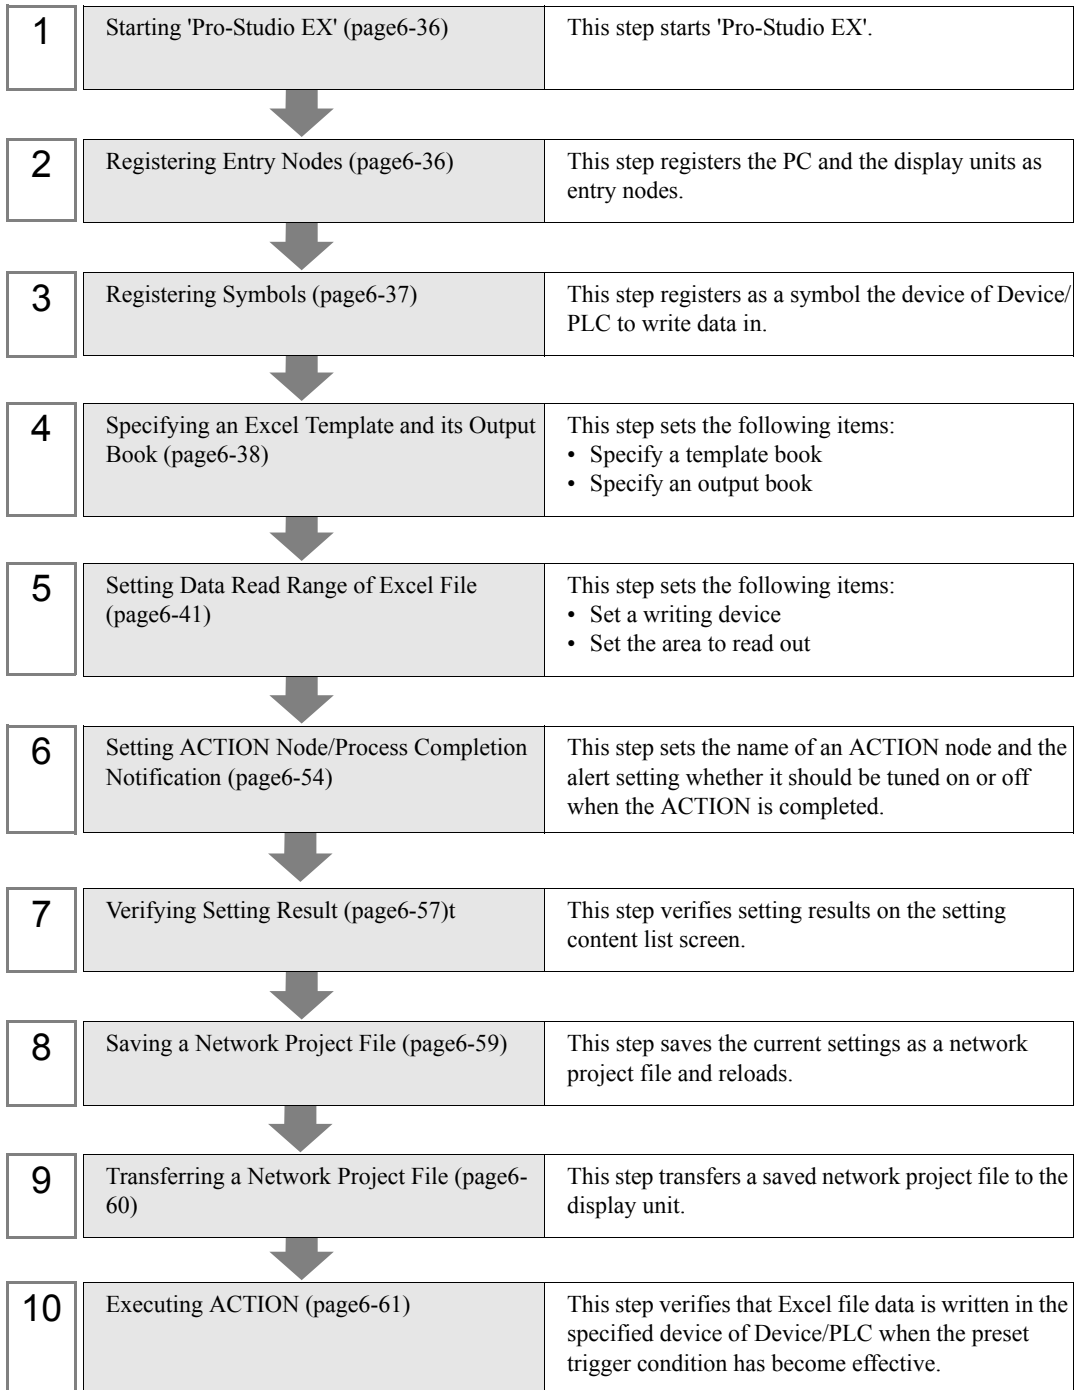 1
Starting 'Pro-Studio EX' (page6-36)
This step starts 'Pro-Studio EX'.
2
Registering Entry Nodes (page6-36)
This step registers the PC and the display units as
entry nodes.
3
Registering Symbols (page6-37)
This step registers as a symbol the device of Device/
PLC to write data in.
4
Specifying an Excel Template and its Output
Book (page6-38)
This step sets the following items:
• Specify a template book
• Specify an output book
5
Setting Data Read Range of Excel File
(page6-41)
This step sets the following items:
• Set a writing device
• Set the area to read out
6
Setting ACTION Node/Process Completion
Notification (page6-54)
This step sets the name of an ACTION node and the
alert setting whether it should be tuned on or off
when the ACTION is completed.
7
Verifying Setting Result (page6-57)t
This step verifies setting results on the setting
content list screen.
8
Saving a Network Project File (page6-59)
This step saves the current settings as a network
project file and reloads.
9
Transferring a Network Project File (page6-
60)
This step transfers a saved network project file to the
display unit.
10
Executing ACTION (page6-61)
This step verifies that Excel file data is written in the
specified device of Device/PLC when the preset
trigger condition has become effective.